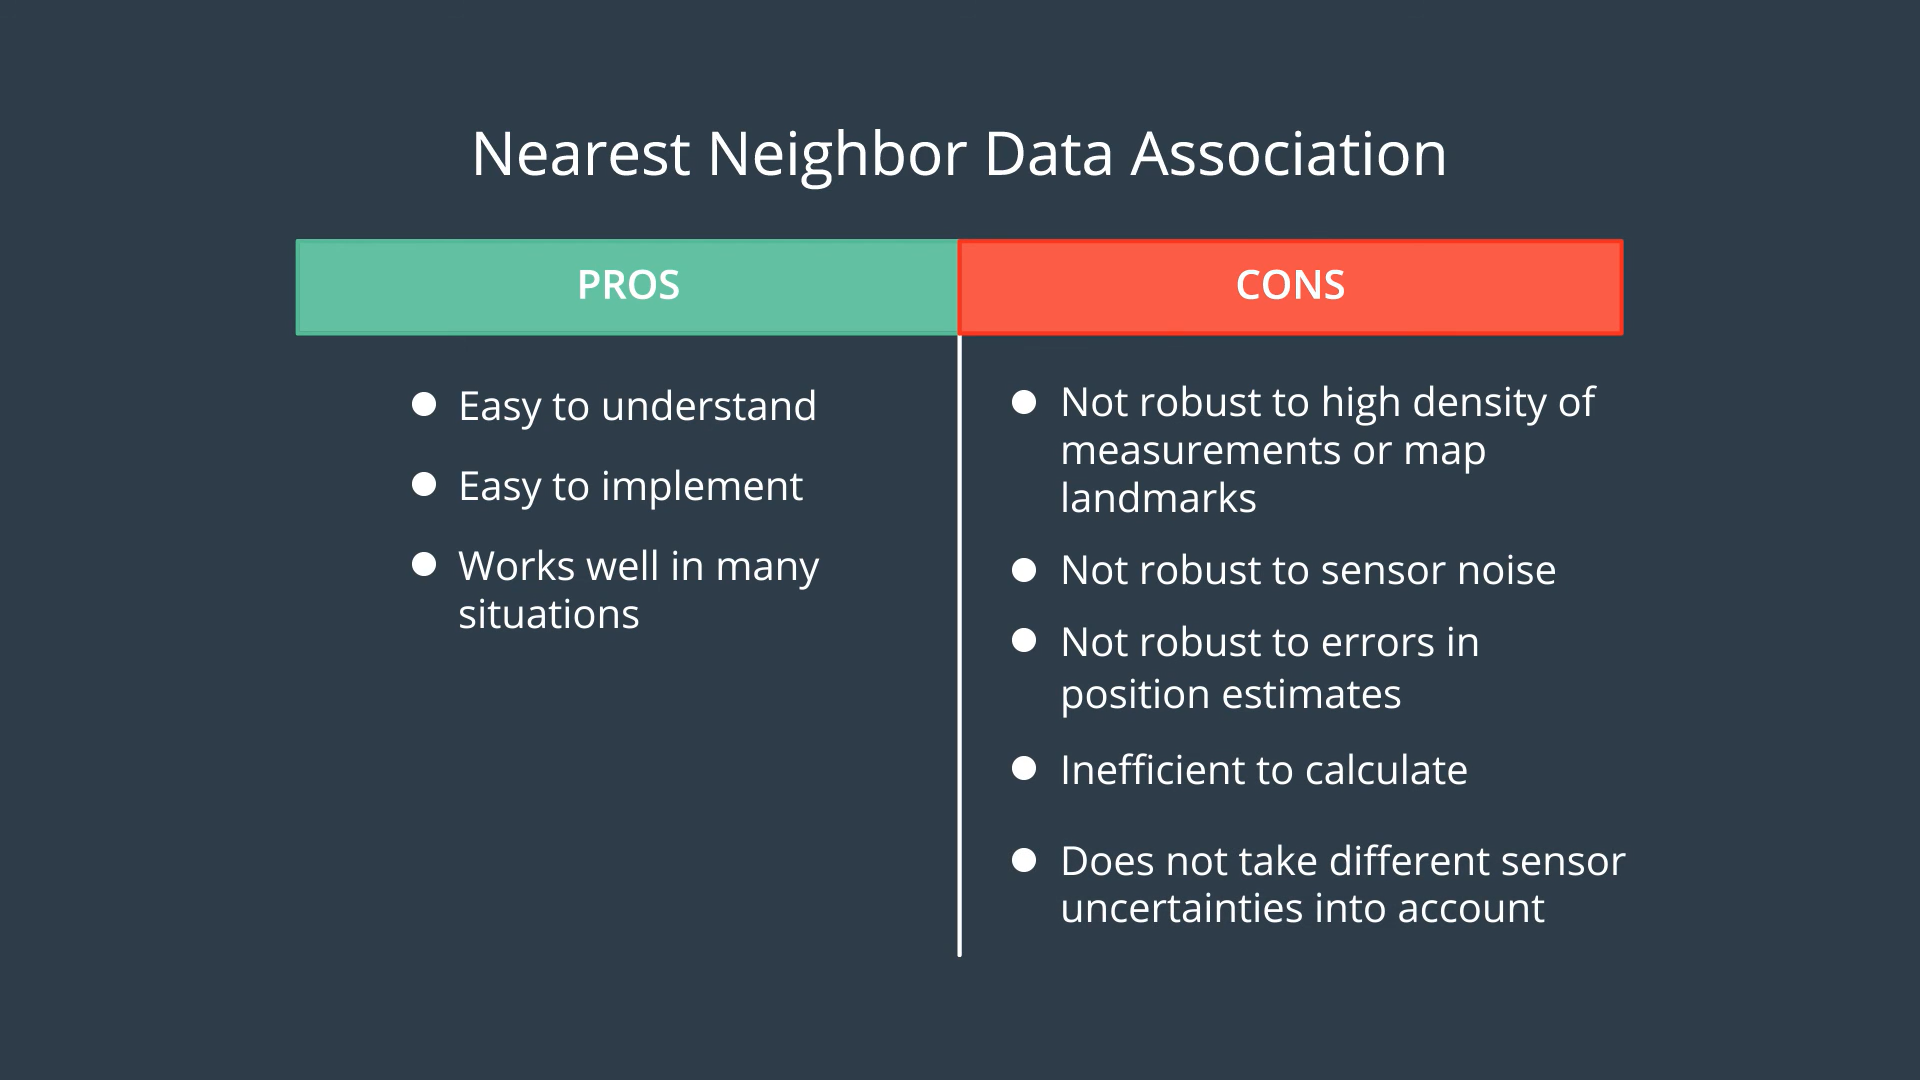 Nearest Neighbor Data Association
PROS
Easy to understand
Easy to implement
Works well in many
situations
CONS
Not robust to high density of
measurements or map
landmarks
Not robust to sensor noise
Not robust to errors in
position estimates
Inefficient to calculate
Does not take different sensor
uncertainties into account